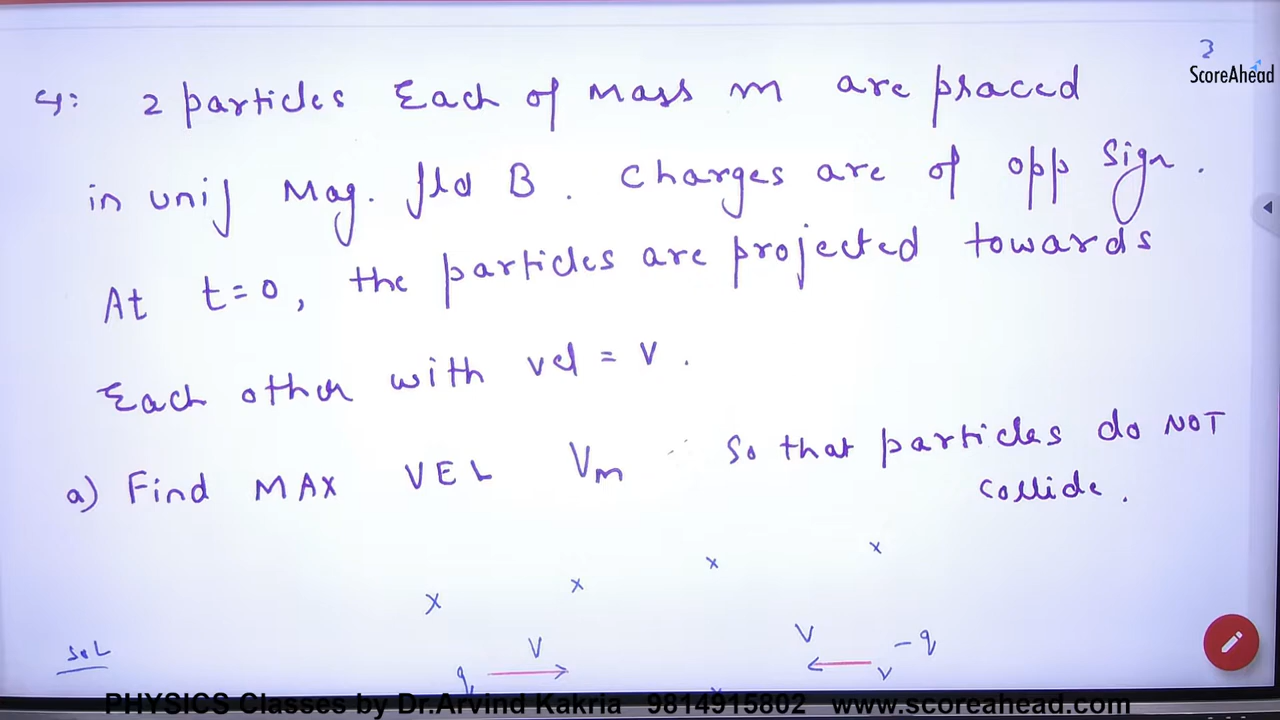 3
ScoreAhead
Q: 2 particles Each of Mass m are placed
in unif Mag. fld B. Charges are of opp Sign.
At t=0, the particles are projected towards
Each other with vel = V.
a) Find MAX VEL Vm So that particles do NOT
collide.
x x x x
Sol
V V -q
q v
PHYSICS Classes by Dr.Arvind Kakria 9814915802 www.scoreahead.com